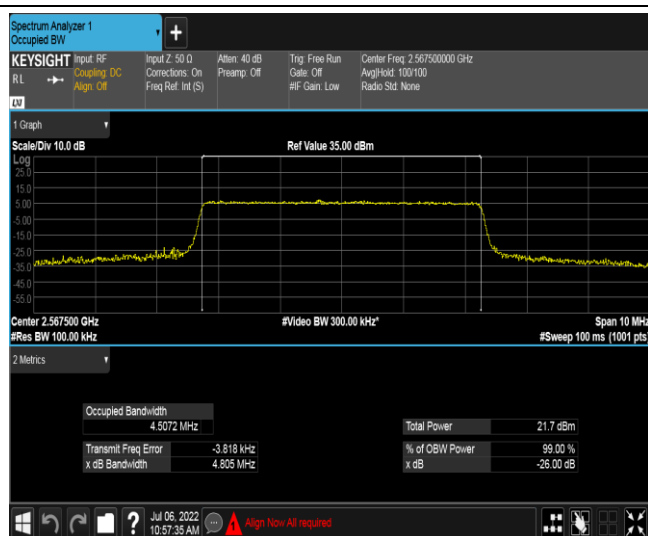 Spectrum Analyzer 1
Occupied BW
+
KEYSIGHT
RL
LXI
Input: RF
Coupling: DC
Align: Off
Input Z: 50 Ω
Corrections: On
Freq Ref: Int (S)
Atten: 40 dB
Preamp: Off
Trig: Free Run
Gate: Off
#IF Gain: Low
Center Freq: 2.567500000 GHz
Avg|Hold: 100/100
Radio Std: None
1 Graph
Scale/Div 10.0 dB
Ref Value 35.00 dBm
Log
25.0
15.0
5.00
-5.00
-15.0
-25.0
-35.0
-45.0
-55.0
Center 2.567500 GHz
#Video BW 300.00 kHz*
Span 10 MHz
#Res BW 100.00 kHz
#Sweep 100 ms (1001 pts)
2 Metrics
Occupied Bandwidth
4.5072 MHz
Total Power 21.7 dBm
Transmit Freq Error -3.818 kHz
% of OBW Power 99.00 %
x dB Bandwidth 4.805 MHz
x dB -26.00 dB
?
Jul 06, 2022
10:57:35 AM
Align Now All required